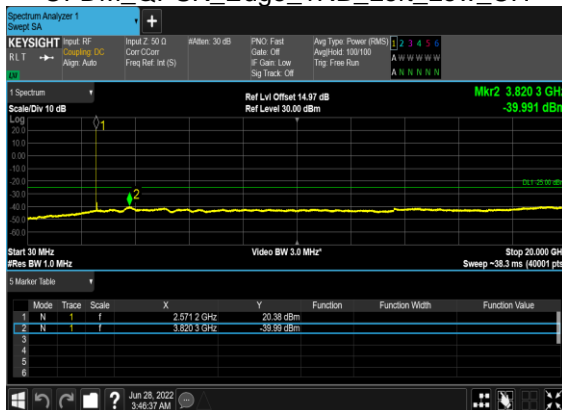 Spectrum Analyzer 1
Swept SA
KEYSIGHT Input: RF Input Z: 50 Ω #Atten: 30 dB PNO: Fast Avg Type: Power (RMS) 1 2 3 4 5 6
RLT Coupling: DC Corr CCorr Gate: Off Avg|Hold: 100/100 A W W W W W
Align: Auto Freq Ref: Int (S) IF Gain: Low Trig: Free Run
Sig Track: Off A N N N N N
LW
1 Spectrum Ref Lvl Offset 14.97 dB Mkr2 3.820 3 GHz
Scale/Div 10 dB Ref Level 30.00 dBm -39.991 dBm
Log
20.0
10.0
0.00
-10.0
-20.0
-30.0
-40.0
-50.0
-60.0
1
2
DL1 -25.00 dBm
Start 30 MHz Video BW 3.0 MHz* Stop 20.000 GHz
#Res BW 1.0 MHz Sweep ~38.3 ms (40001 pts)
5 Marker Table
Mode Trace Scale X Y Function Function Width Function Value
1 N 1 f 2.571 2 GHz 20.38 dBm
2 N 1 f 3.820 3 GHz -39.99 dBm
3
4
5
6
Jun 28, 2022
3:46:37 AM